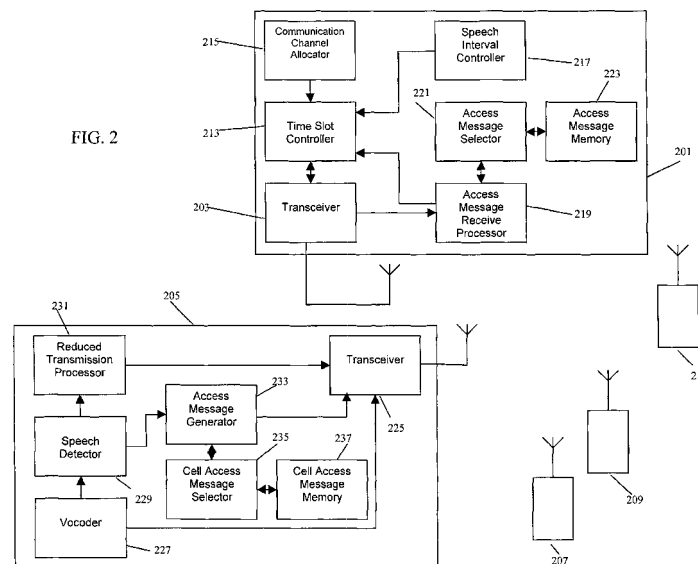 215
Communication
Channel
Allocator
Speech
Interval
Controller
217
223
221
FIG. 2
213
Time Slot
Controller
Access
Message
Selector
Access
Message
Memory
201
203
Transceiver
Access
Message
Receive
Processor
219
231
205
Reduced
Transmission
Processor
233
Transceiver
2
Access
Message
Generator
225
235
237
Speech
Detector
Cell Access
Message
Selector
Cell Access
Message
Memory
229
209
Vocoder
227
207